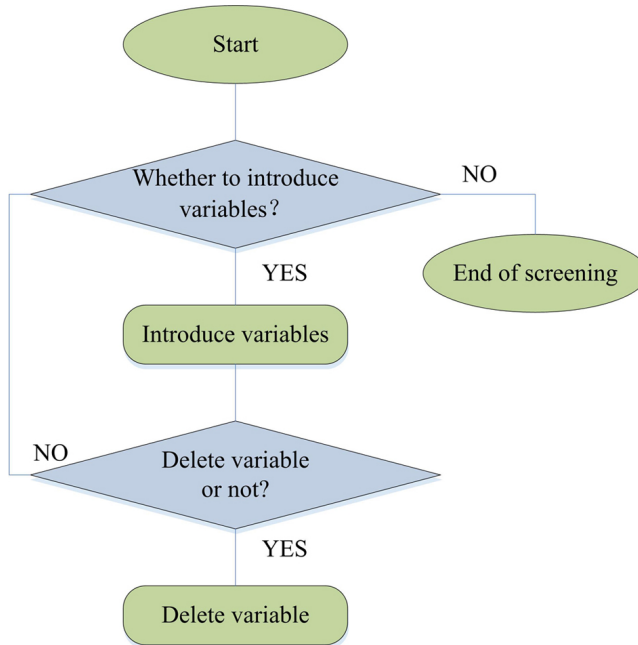 Start
Whether to introduce
variables?
NO
YES
End of screening
Introduce variables
NO
Delete variable
or not?
YES
Delete variable